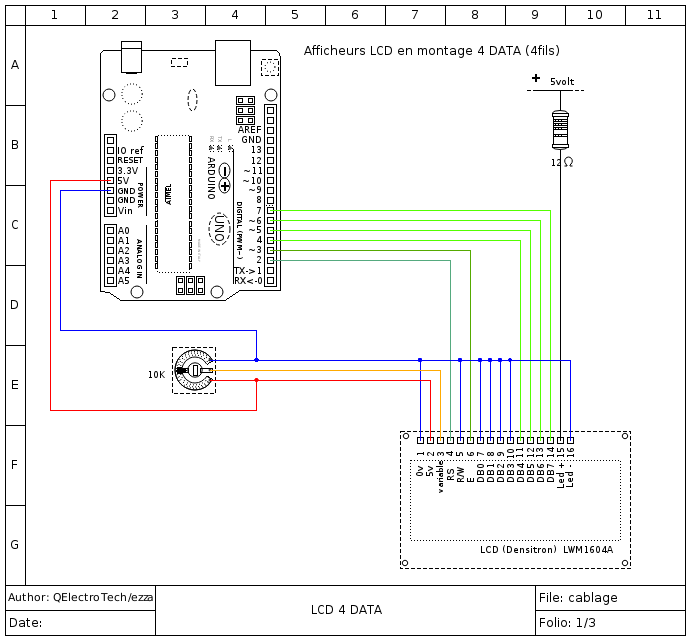 1 2 3 4 5 6 7 8 9 10 11
A
B
C
D
E
F
G
Afficheurs LCD en montage 4 DATA (4fils)
+ 5volt
12Ω
AREF
GND
13
12
~11
~10
~9
8
7
~6
~5
4
~3
2
TX->1
RX<-0
IO ref
RESET
3.3V
5V
GND
GND
Vin
A0
A1
A2
A3
A4
A5
POWER
ANALOG IN
ATMEL
ARDUINO
UNO
DIGITAL (PWM~)
L
TX
RX
10K
1 2 3 4 5 6 7 8 9 10 11 12 13 14 15 16
0v
5v
variable
RS
R/W
E
DB0
DB1
DB2
DB3
DB4
DB5
DB6
DB7
Led +
Led -
LCD (Densitron) LWM1604A
Author: QElectroTech/ezza
Date:
LCD 4 DATA
File: cablage
Folio: 1/3